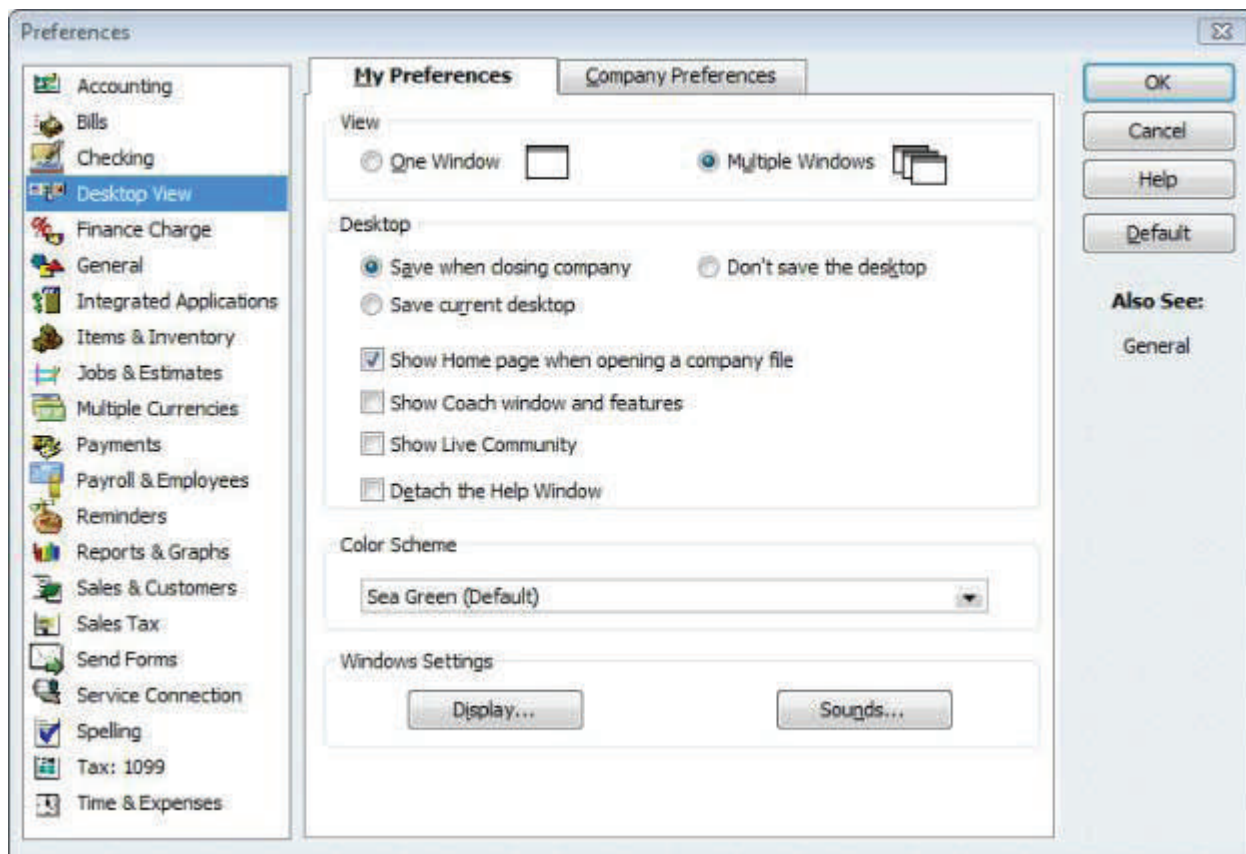 Preferences
Accounting
Bills
Checking
Desktop View
Finance Charge
General
Integrated Applications
Items & Inventory
Jobs & Estimates
Multiple Currencies
Payments
Payroll & Employees
Reminders
Reports & Graphs
Sales & Customers
Sales Tax
Send Forms
Service Connection
Spelling
Tax: 1099
Time & Expenses
My Preferences Company Preferences
View
One Window Multiple Windows
Desktop
Save when closing company Don't save the desktop
Save current desktop
Show Home page when opening a company file
Show Coach window and features
Show Live Community
Detach the Help Window
Color Scheme
Sea Green (Default)
Windows Settings
Display... Sounds...
OK
Cancel
Help
Default
Also See:
General